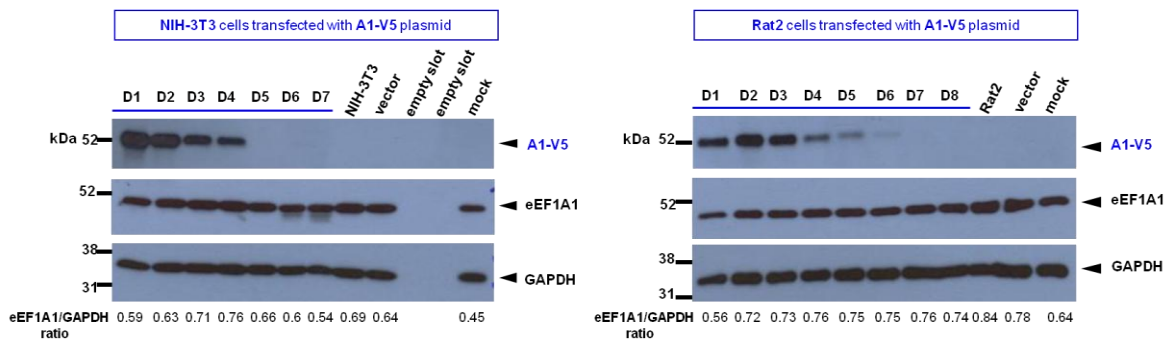 NIH-3T3 cells transfected with A1-V5 plasmid
D1 D2 D3 D4 D5 D6 D7 NIH-3T3 vector empty slot empty slot mock
kDa 52 A1-V5
52 eEF1A1
38 GAPDH
31
eEF1A1/GAPDH 0.59 0.63 0.71 0.76 0.66 0.6 0.54 0.69 0.64 0.45
ratio
Rat2 cells transfected with A1-V5 plasmid
D1 D2 D3 D4 D5 D6 D7 D8 Rat2 vector mock
kDa 52 A1-V5
52 eEF1A1
38 GAPDH
31
eEF1A1/GAPDH 0.56 0.72 0.73 0.76 0.75 0.75 0.76 0.74 0.84 0.78 0.64
ratio